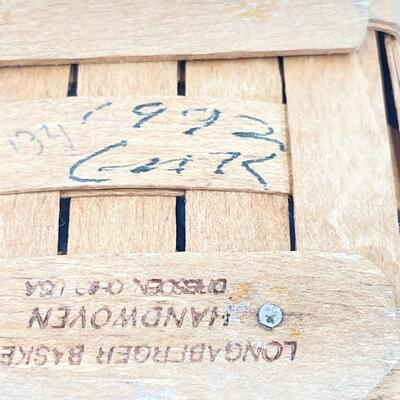 1992
LONGABERGER BASKE
HANDWOVEN
DRESDEN, OHIO USA